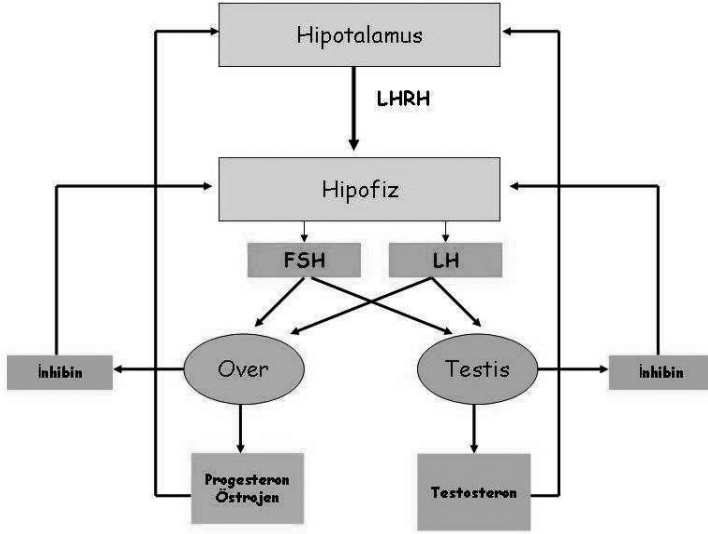 Hipotalamus
LHRH
Hipofiz
FSH
LH
Over
Testis
İnhibin
İnhibin
Progesteron
Östrojen
Testosteron